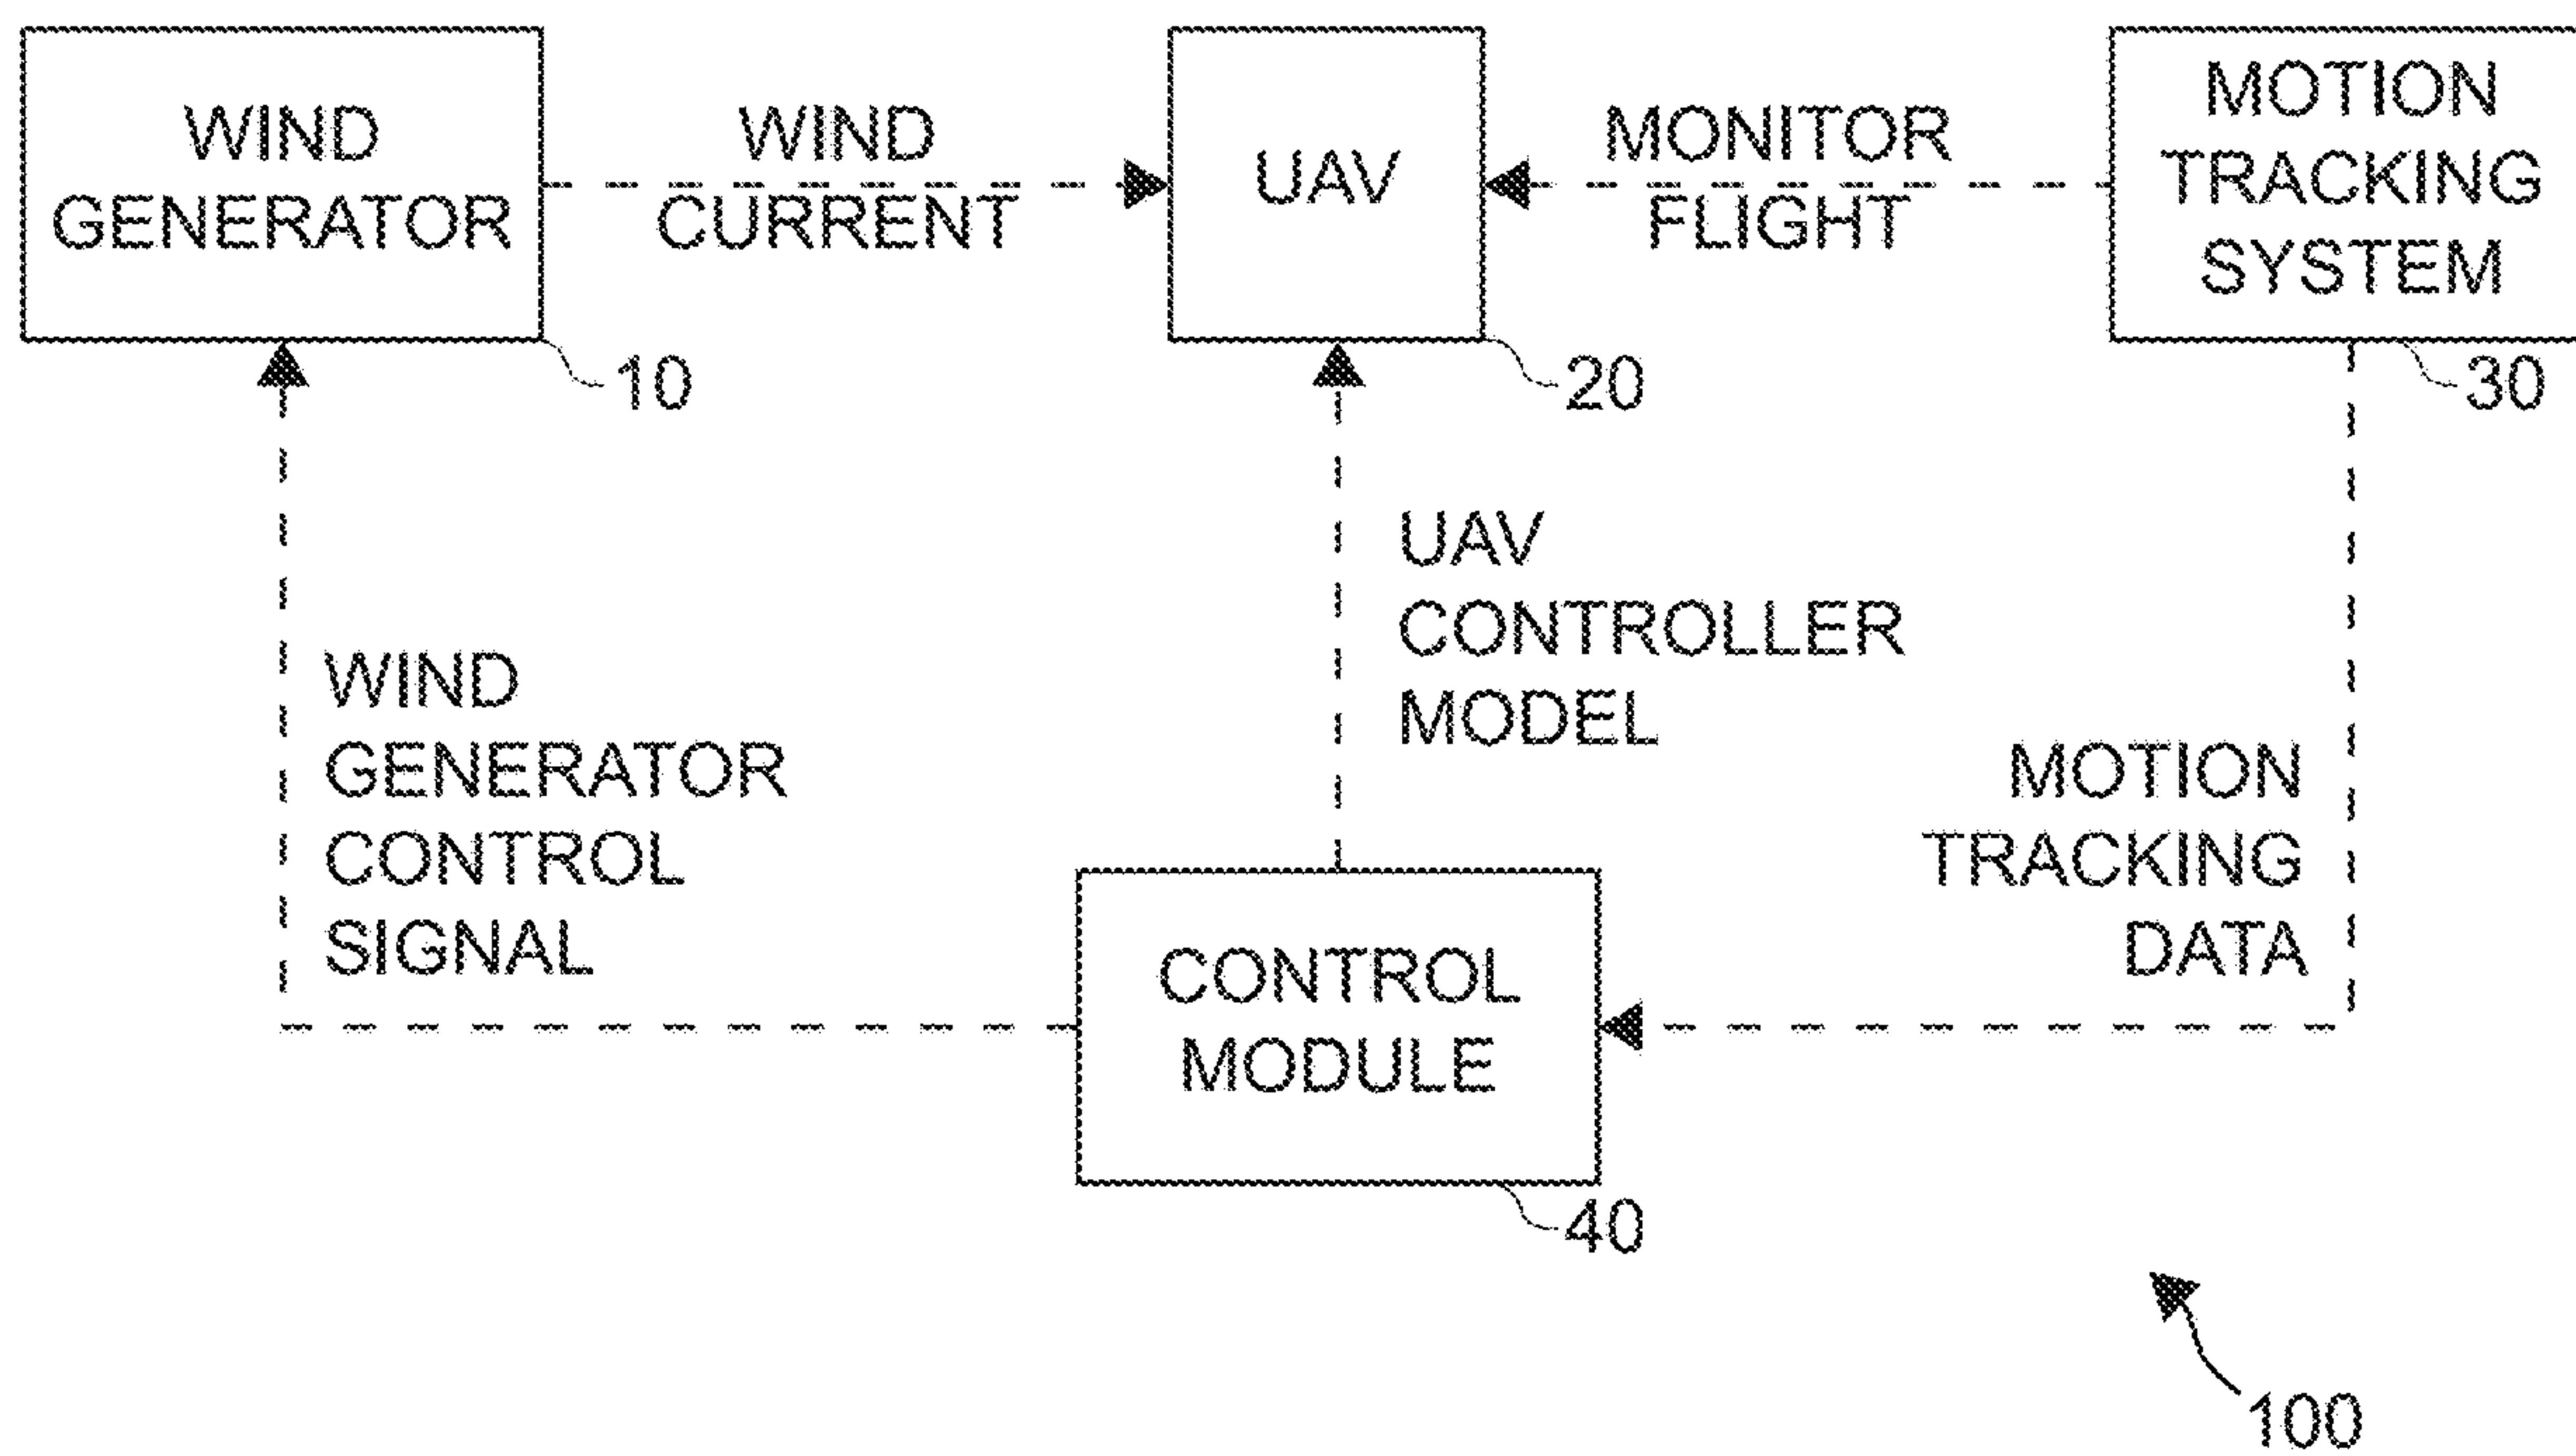 WIND
GENERATOR
WIND
CURRENT
UAV
MONITOR
FLIGHT
MOTION
TRACKING
SYSTEM
10
20
30
WIND
GENERATOR
CONTROL
SIGNAL
UAV
CONTROLLER
MODEL
MOTION
TRACKING
DATA
CONTROL
MODULE
40
100